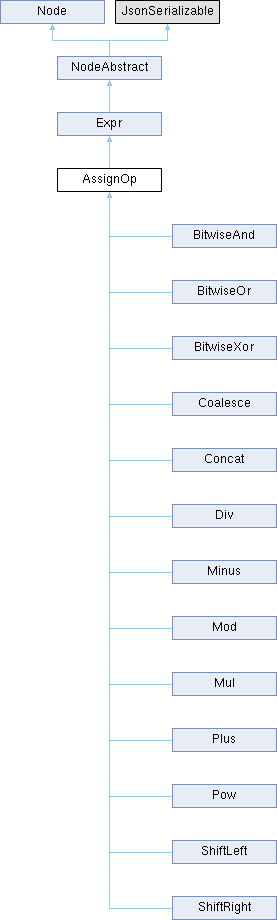 Node
JsonSerializable
NodeAbstract
Expr
AssignOp
BitwiseAnd
BitwiseOr
BitwiseXor
Coalesce
Concat
Div
Minus
Mod
Mul
Plus
Pow
ShiftLeft
ShiftRight